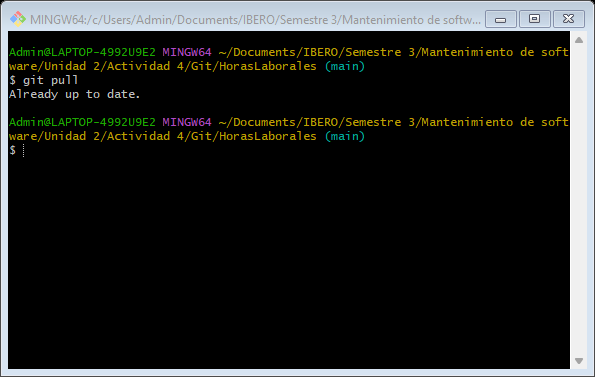 MINGW64:/c/Users/Admin/Documents/IBERO/Semestre 3/Mantenimiento de softw...
Admin@LAPTOP-4992U9E2 MINGW64 ~/Documents/IBERO/Semestre 3/Mantenimiento de soft
ware/Unidad 2/Actividad 4/Git/HorasLaborales (main)
$ git pull
Already up to date.
Admin@LAPTOP-4992U9E2 MINGW64 ~/Documents/IBERO/Semestre 3/Mantenimiento de soft
ware/Unidad 2/Actividad 4/Git/HorasLaborales (main)
$